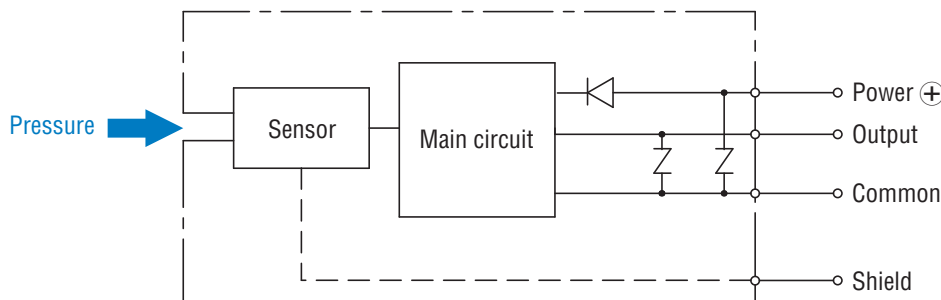 Pressure
Sensor
Main circuit
Power ⊕
Output
Common
Shield